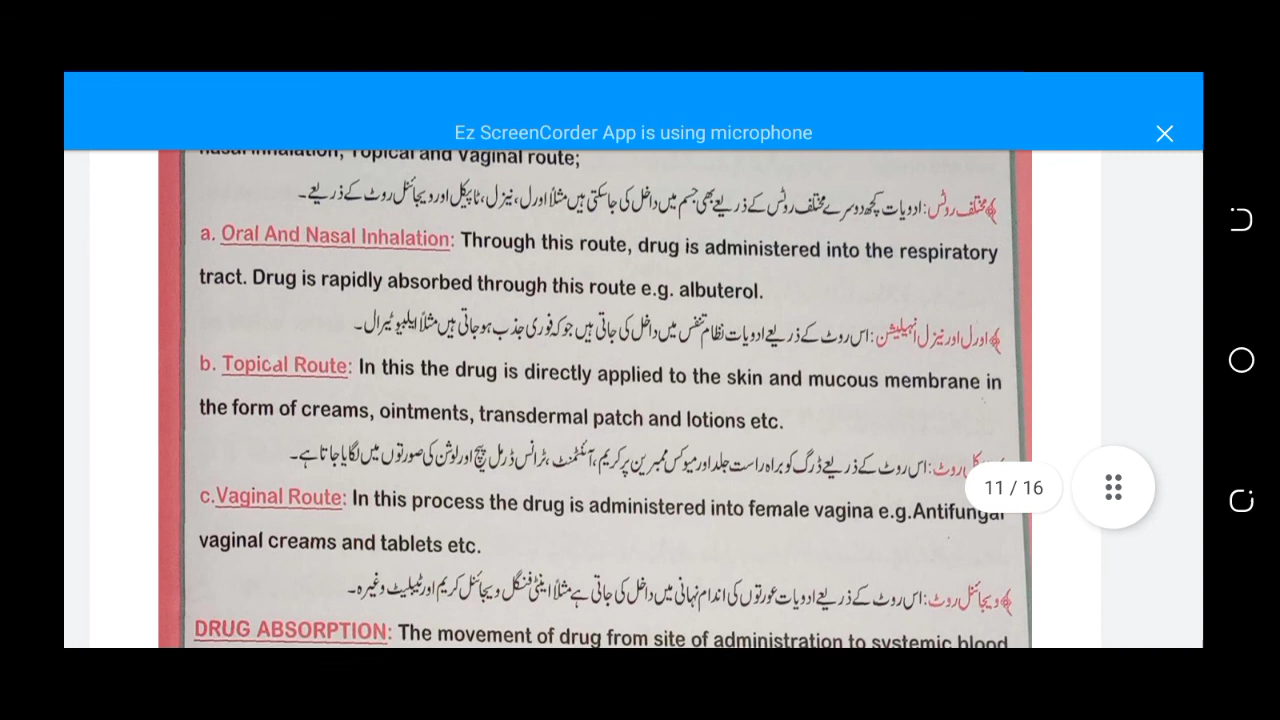 Ez ScreenCorder App is using microphone
nasal inhalation, Topical and Vaginal route;
مختلف روٹس: ادویات کچھ دوسرے مختلف روٹس کے ذریعے بھی جسم میں داخل کی جاسکتی ہیں مثلاً اورل، نیزل، ٹاپیکل اور ویجائنل روٹ کے ذریعے۔
a. Oral And Nasal Inhalation: Through this route, drug is administered into the respiratory
tract. Drug is rapidly absorbed through this route e.g. albuterol.
اورل اور نیزل انہیلیشن: اس روٹ کے ذریعے ادویات نظام تنفس میں داخل کی جاتی ہیں جو کہ فوری جذب ہو جاتی ہیں مثلاً ایلبیوٹیرال۔
b. Topical Route: In this the drug is directly applied to the skin and mucous membrane in
the form of creams, ointments, transdermal patch and lotions etc.
روٹ: اس روٹ کے ذریعے ڈرگ کو براہ راست جلد اور میوکس ممبرین پر کریم، آئنٹمنٹ، ٹرانس ڈرمل پیچ اور لوشن کی صورتوں میں لگایا جاتا ہے۔
11 / 16
c.Vaginal Route: In this process the drug is administered into female vagina e.g.Antifungal
vaginal creams and tablets etc.
ویجائنل روٹ: اس روٹ کے ذریعے ادویات عورتوں کی اندام نہانی میں داخل کی جاتی ہے مثلاً اینٹی فنگل ویجائنل کریم اور ٹیبلیٹ وغیرہ۔
DRUG ABSORPTION: The movement of drug from site of administration to systemic blood